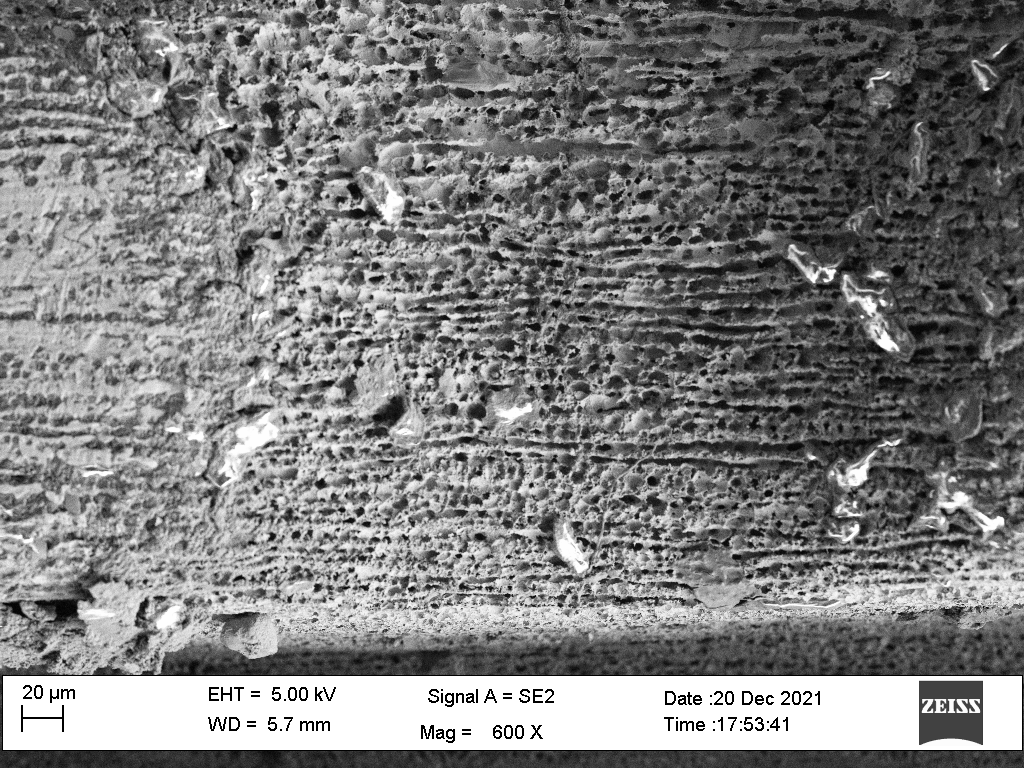 20 µm
EHT = 5.00 kV
Signal A = SE2
Date :20 Dec 2021
WD = 5.7 mm
Mag = 600 X
Time :17:53:41
ZEISS